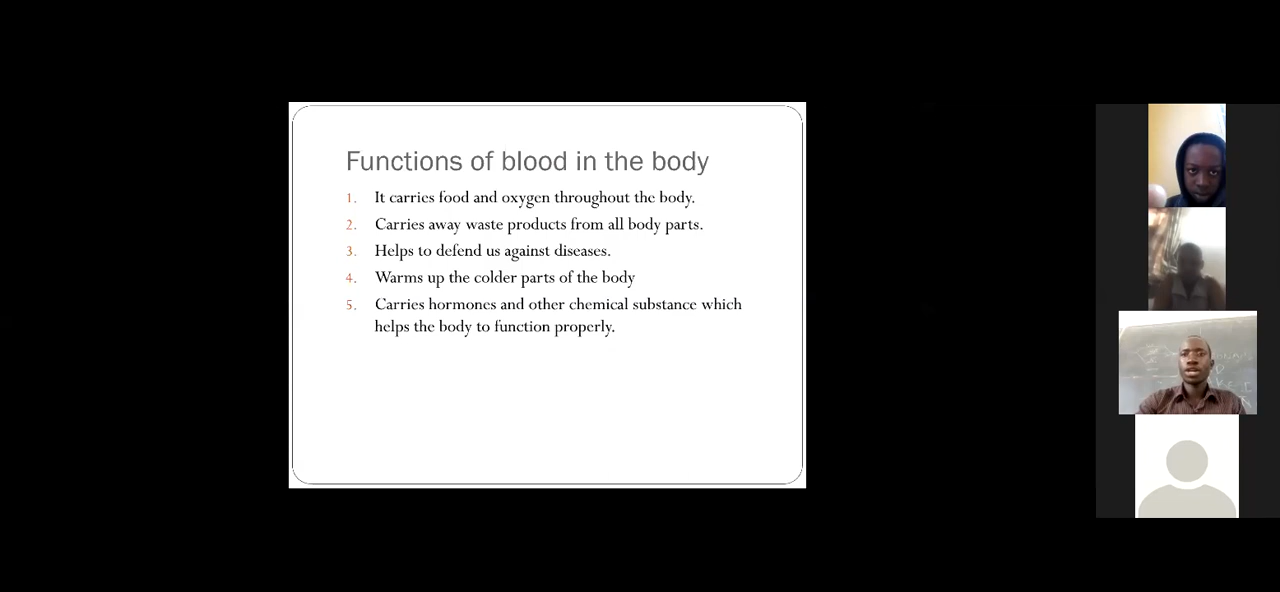 Functions of blood in the body
1. It carries food and oxygen throughout the body.
2. Carries away waste products from all body parts.
3. Helps to defend us against diseases.
4. Warms up the colder parts of the body
5. Carries hormones and other chemical substance which
helps the body to function properly.